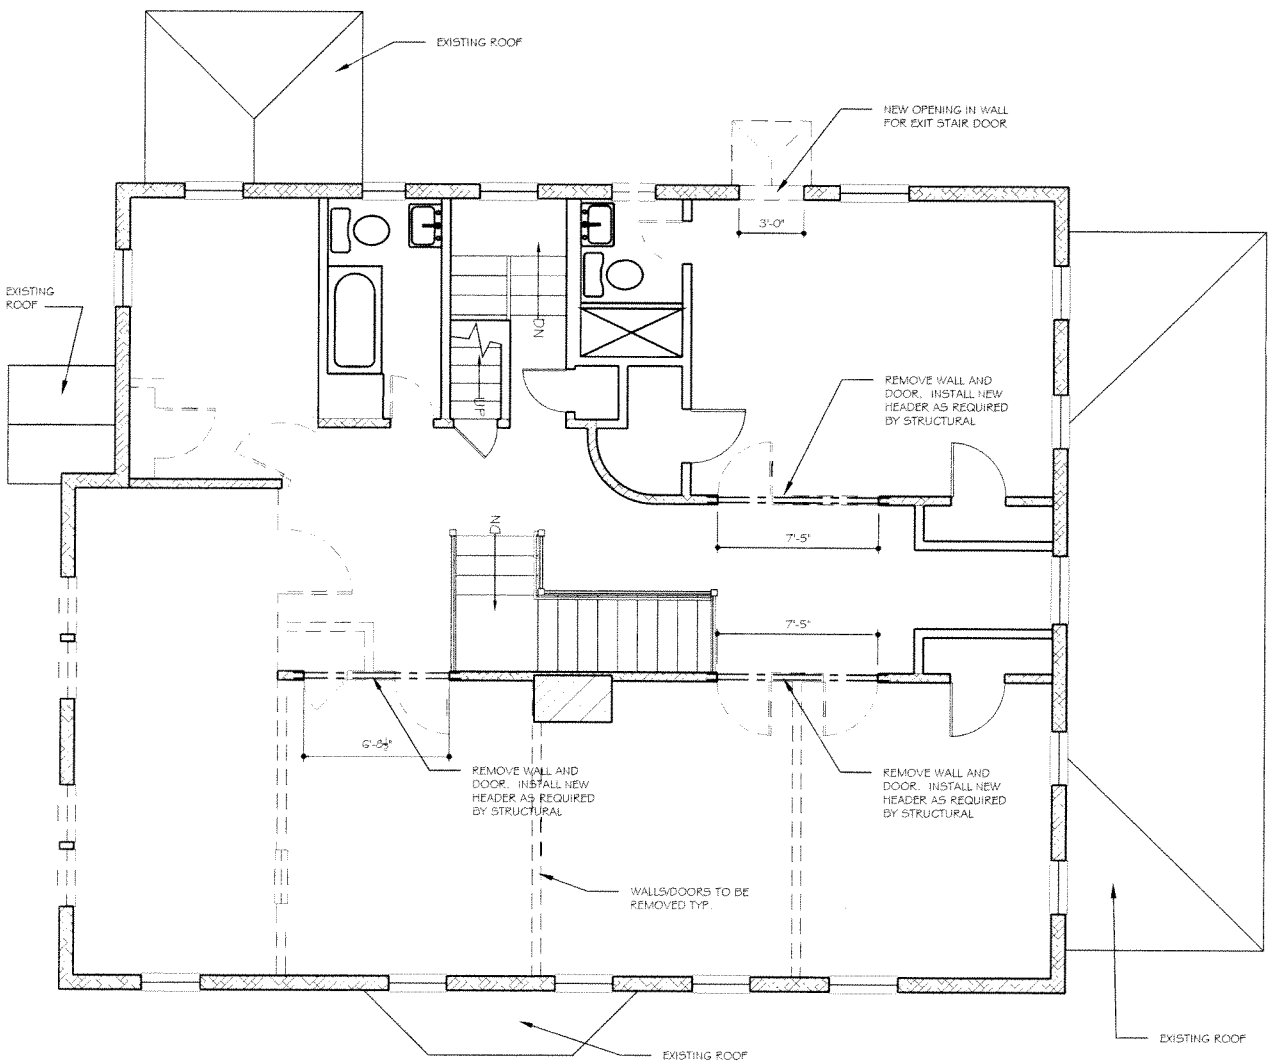 EXISTING ROOF
NEW OPENING IN WALL
FOR EXIT STAIR DOOR
3'-0"
EXISTING
ROOF
DN
UP
REMOVE WALL AND
DOOR. INSTALL NEW
HEADER AS REQUIRED
BY STRUCTURAL
DN
7'-5"
7'-5"
6'-8½"
REMOVE WALL AND
DOOR. INSTALL NEW
HEADER AS REQUIRED
BY STRUCTURAL
REMOVE WALL AND
DOOR. INSTALL NEW
HEADER AS REQUIRED
BY STRUCTURAL
WALLS/DOORS TO BE
REMOVED TYP.
EXISTING ROOF
EXISTING ROOF